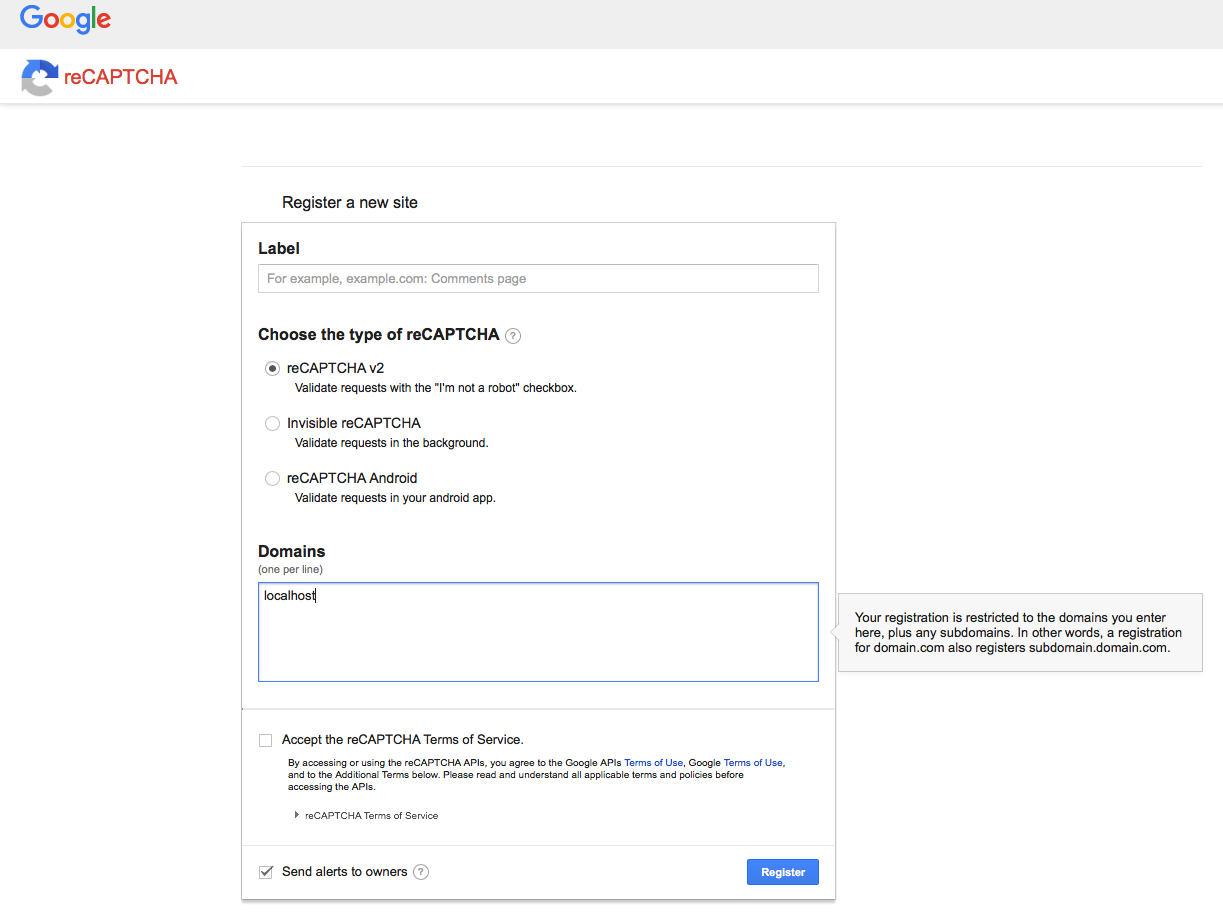 Google
reCAPTCHA
Register a new site
Label
For example, example.com: Comments page
Choose the type of reCAPTCHA ?
reCAPTCHA v2
Validate requests with the "I'm not a robot" checkbox.
Invisible reCAPTCHA
Validate requests in the background.
reCAPTCHA Android
Validate requests in your android app.
Domains
(one per line)
localhost
Your registration is restricted to the domains you enter
here, plus any subdomains. In other words, a registration
for domain.com also registers subdomain.domain.com.
Accept the reCAPTCHA Terms of Service.
By accessing or using the reCAPTCHA APIs, you agree to the Google APIs Terms of Use, Google Terms of Use,
and to the Additional Terms below. Please read and understand all applicable terms and policies before
accessing the APIs.
reCAPTCHA Terms of Service
Send alerts to owners ?
Register